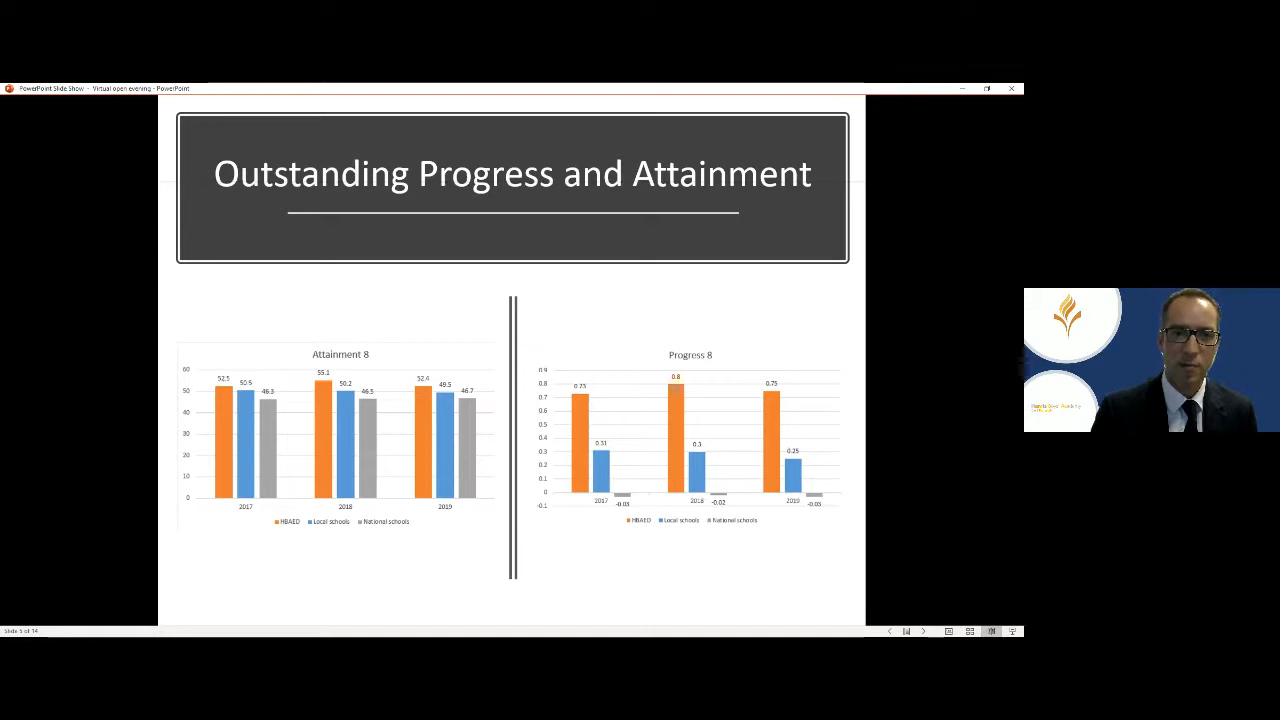 PowerPoint Slide Show - Virtual open evening - PowerPoint
Outstanding Progress and Attainment
Attainment 8
60
50
40
30
20
10
0
52.5 50.5 46.3
55.1 50.2 46.5
52.4 49.5 46.7
2017 2018 2019
HBAED Local schools National schools
Progress 8
0.9
0.8
0.7
0.6
0.5
0.4
0.3
0.2
0.1
0
-0.1
0.73 0.31 -0.03
0.8 0.3 -0.02
0.75 0.25 -0.03
2017 2018 2019
HBAED Local schools National schools
Academy
Slide 5 of 14